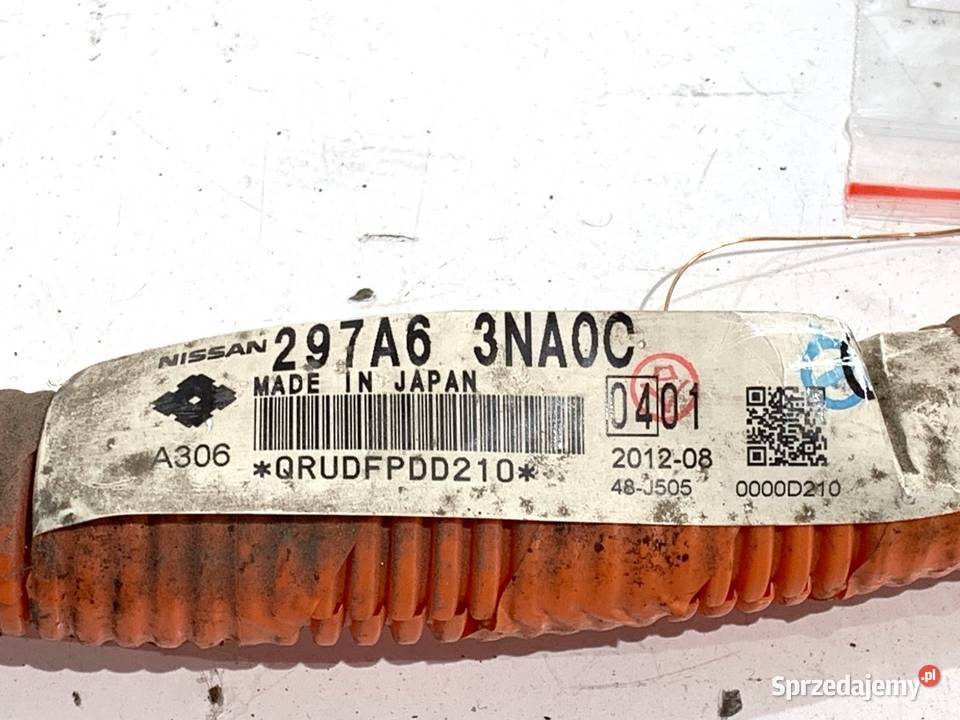 NISSAN 297A6 3NA0C
MADE IN JAPAN
0401
A306
*QRUDFPDD210*
2012-08
48-J505
0000D210
Sprzedajemy.pl